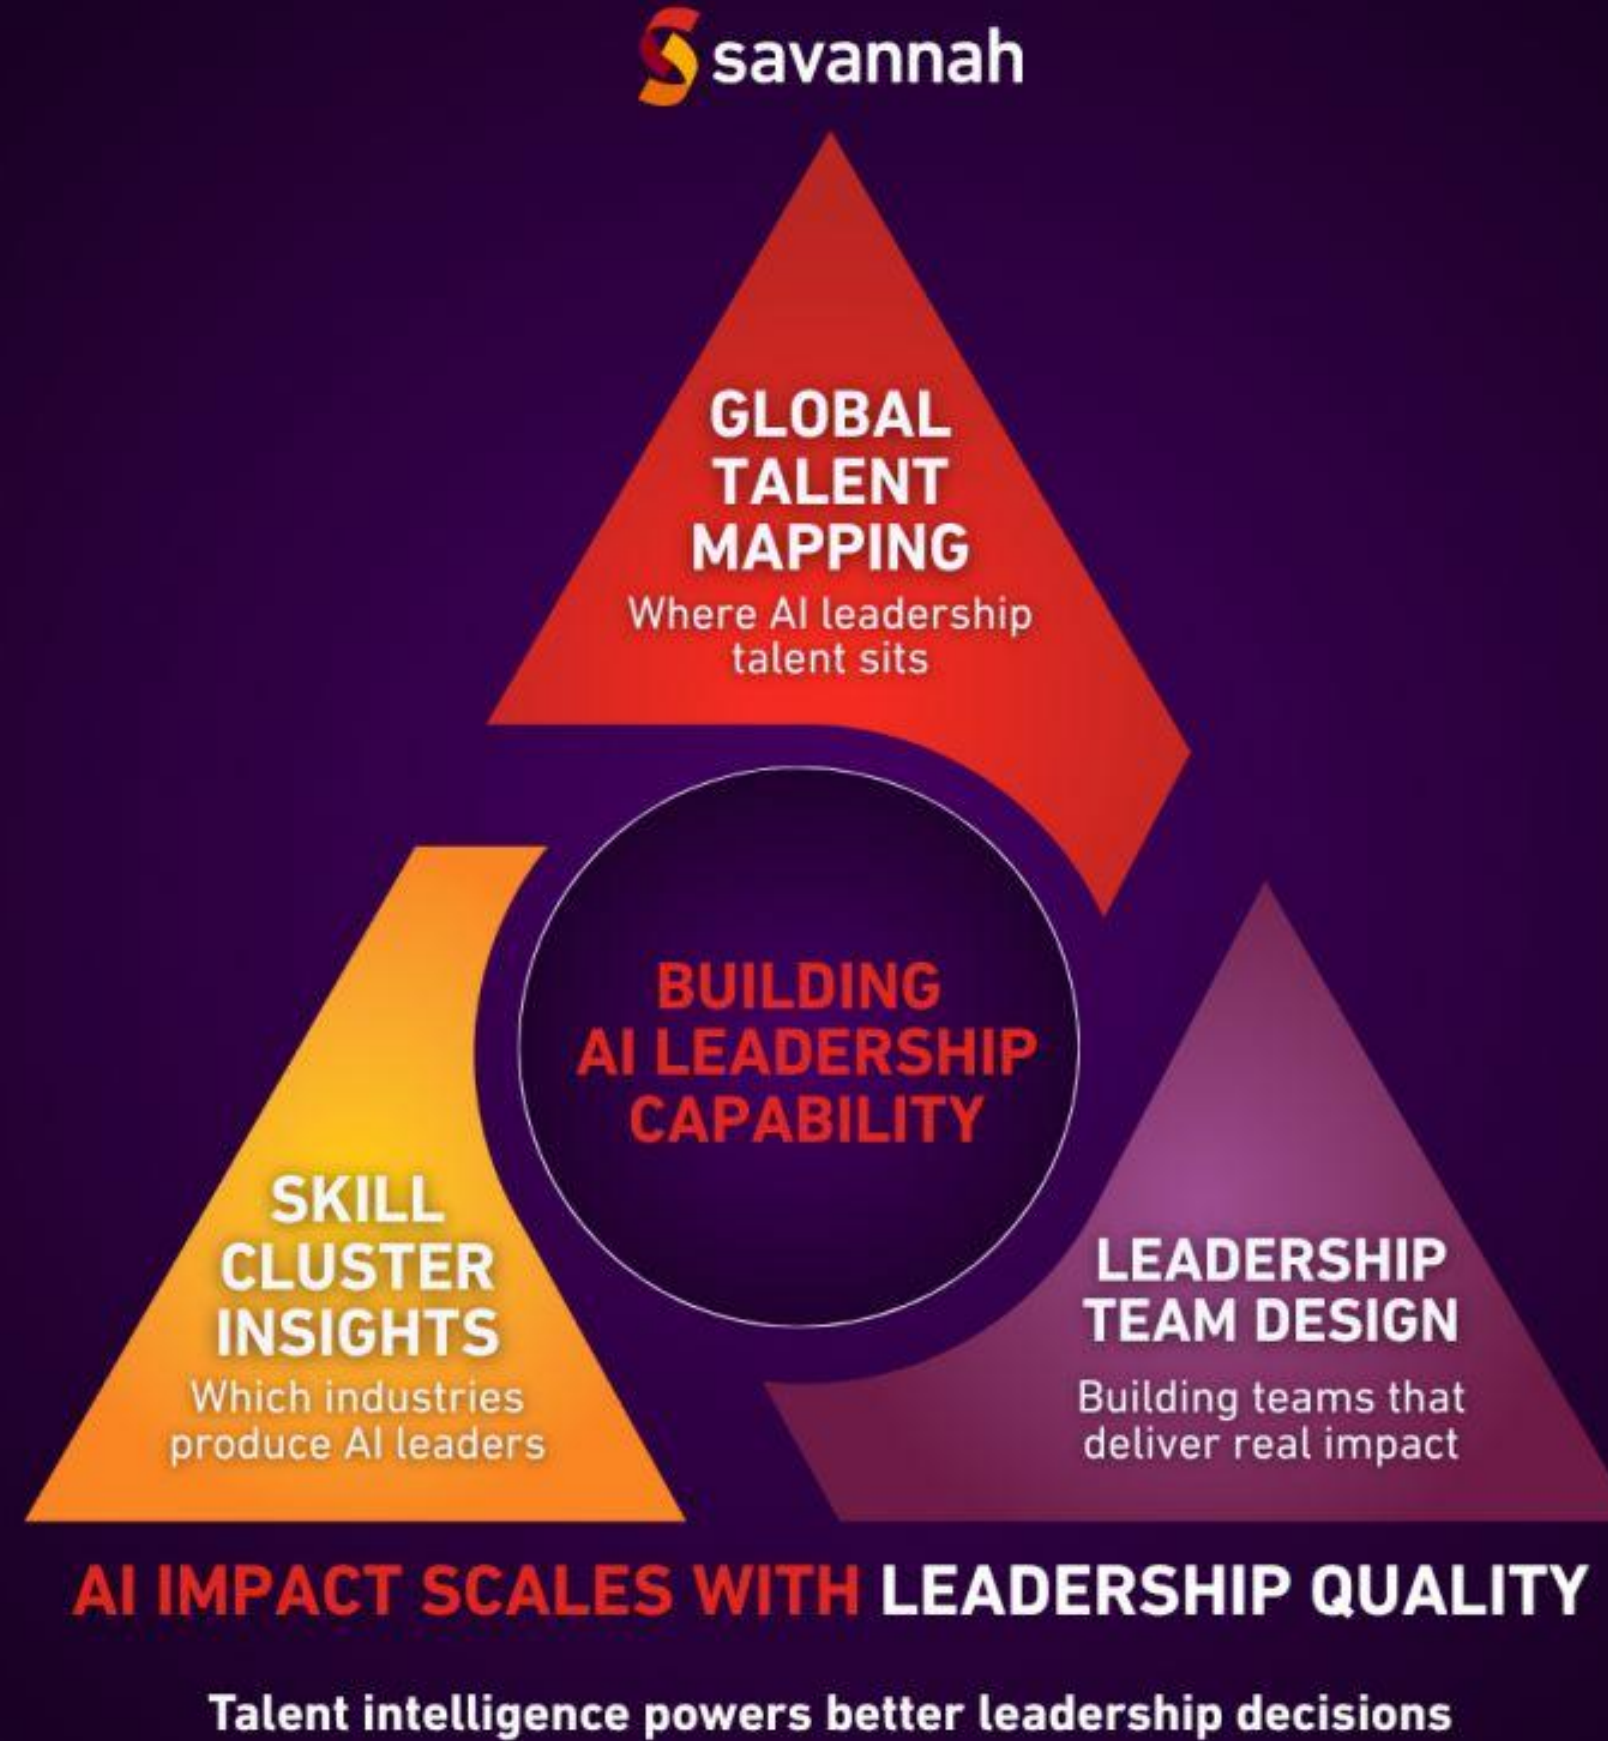 savannah
GLOBAL
TALENT
MAPPING
Where AI leadership
talent sits
BUILDING
AI LEADERSHIP
CAPABILITY
SKILL
CLUSTER
INSIGHTS
Which industries
produce AI leaders
LEADERSHIP
TEAM DESIGN
Building teams that
deliver real impact
AI IMPACT SCALES WITH LEADERSHIP QUALITY
Talent intelligence powers better leadership decisions